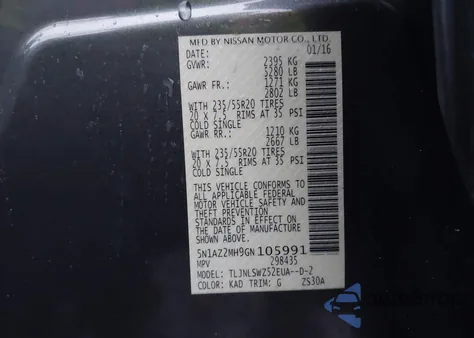 MFD BY NISSAN MOTOR CO., LTD.
DATE: 01/16
GVWR: 2395 KG
5280 LB
GAWR FR.: 1271 KG
2802 LB
WITH 235/55R20 TIRES
20 X 7.5 RIMS AT 35 PSI
COLD SINGLE
GAWR RR.: 1210 KG
2667 LB
WITH 235/55R20 TIRES
20 X 7.5 RIMS AT 35 PSI
COLD SINGLE
THIS VEHICLE CONFORMS TO
ALL APPLICABLE FEDERAL
MOTOR VEHICLE SAFETY AND
THEFT PREVENTION
STANDARDS IN EFFECT ON
THE DATE OF MANUFACTURE
SHOWN ABOVE.
5N1AZ2MH9GN105991
MPV 298435
MODEL: TLJNLSWZ52EUA--D-2
COLOR: KAD TRIM: G ZS30A